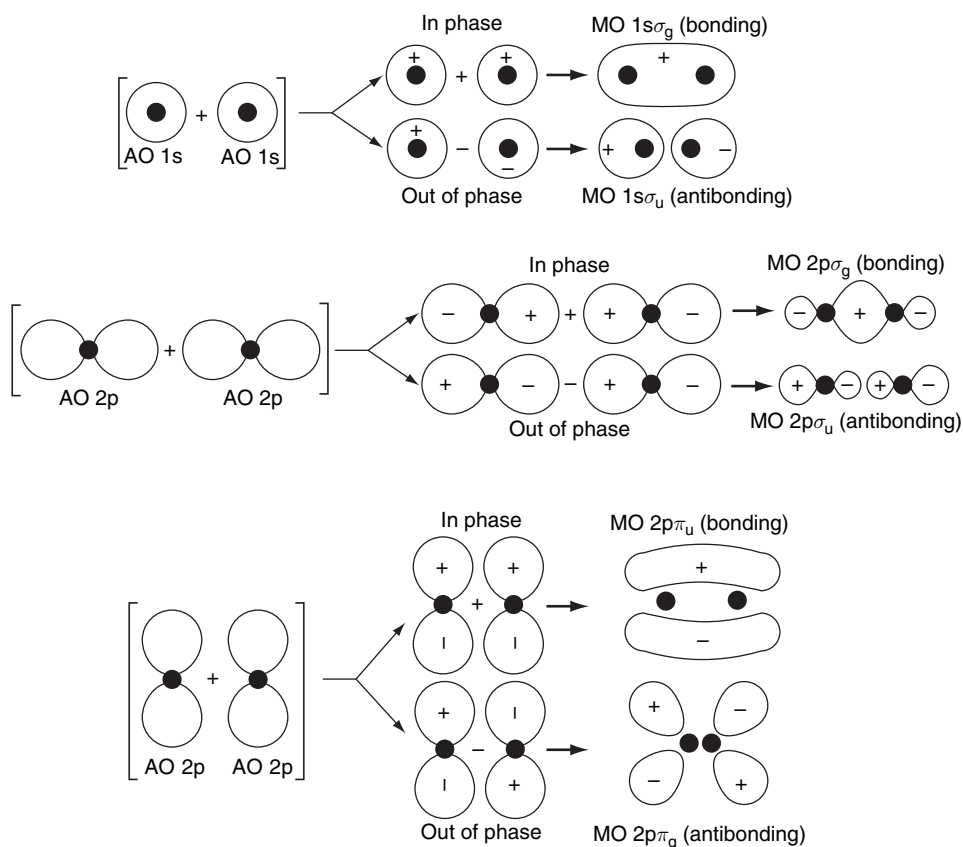 In phase
MO 1sσg (bonding)
+ + + +
AO 1s + AO 1s
+ − − + −
Out of phase
MO 1sσu (antibonding)
In phase
MO 2pσg (bonding)
− + + + − − + −
AO 2p + AO 2p
+ − − + − + − + −
Out of phase
MO 2pσu (antibonding)
In phase
MO 2pπu (bonding)
+ + +
+
− − −
AO 2p + AO 2p
+ − + −
−
− + − +
Out of phase
MO 2pπg (antibonding)